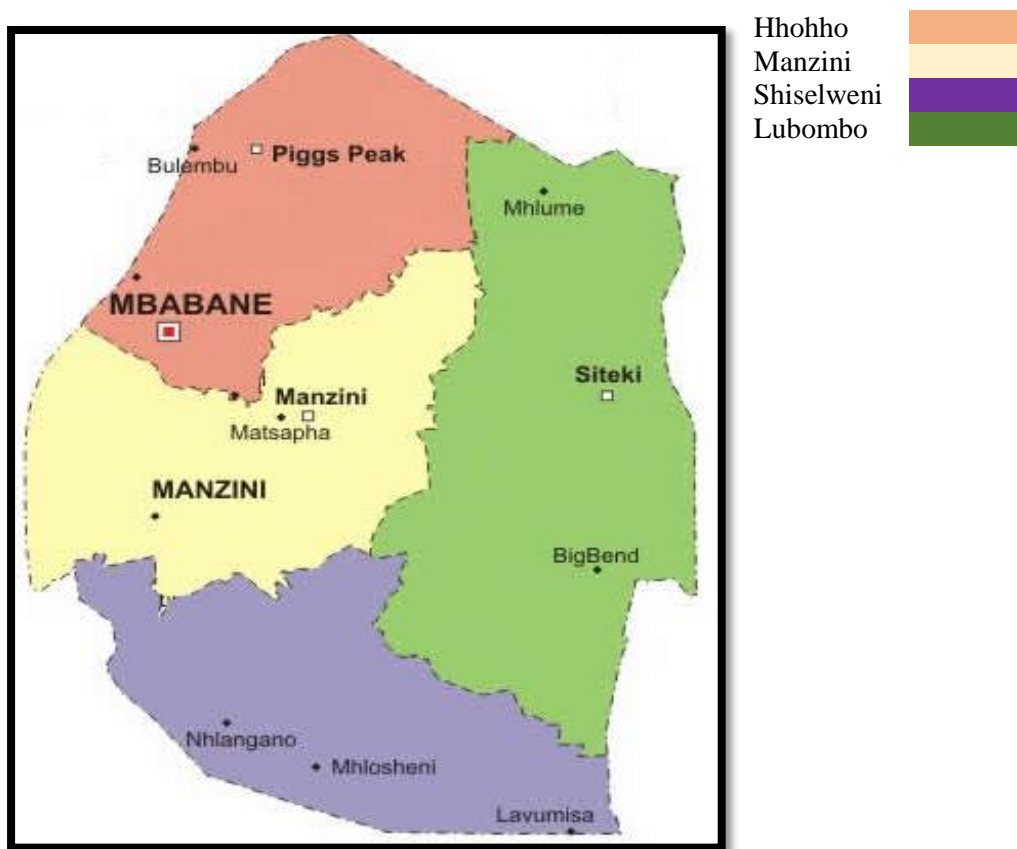 Hhohho
Manzini
Shiselweni
Lubombo
Piggs Peak
Bulembu
Mhlume
MBABANE
Siteki
Manzini
Matsapha
MANZINI
BigBend
Nhlangano
Mhlosheni
Lavumisa